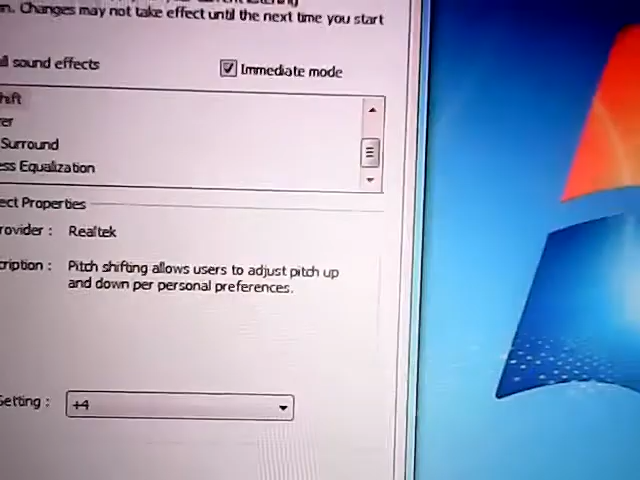 n. Changes may not take effect until the next time you start
ll sound effects
Immediate mode
hift
er
Surround
ess Equalization
ect Properties
rovider : Realtek
cription : Pitch shifting allows users to adjust pitch up
and down per personal preferences.
Setting : +4